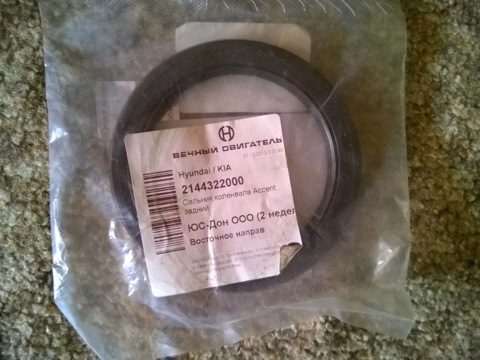 ВЕЧНЫЙ ДВИГАТЕЛЬ
Hyundai / KIA
2144322000
Сальник коленвала Accent
задний
ЮС-Дон ООО (2 недел
Восточное направ